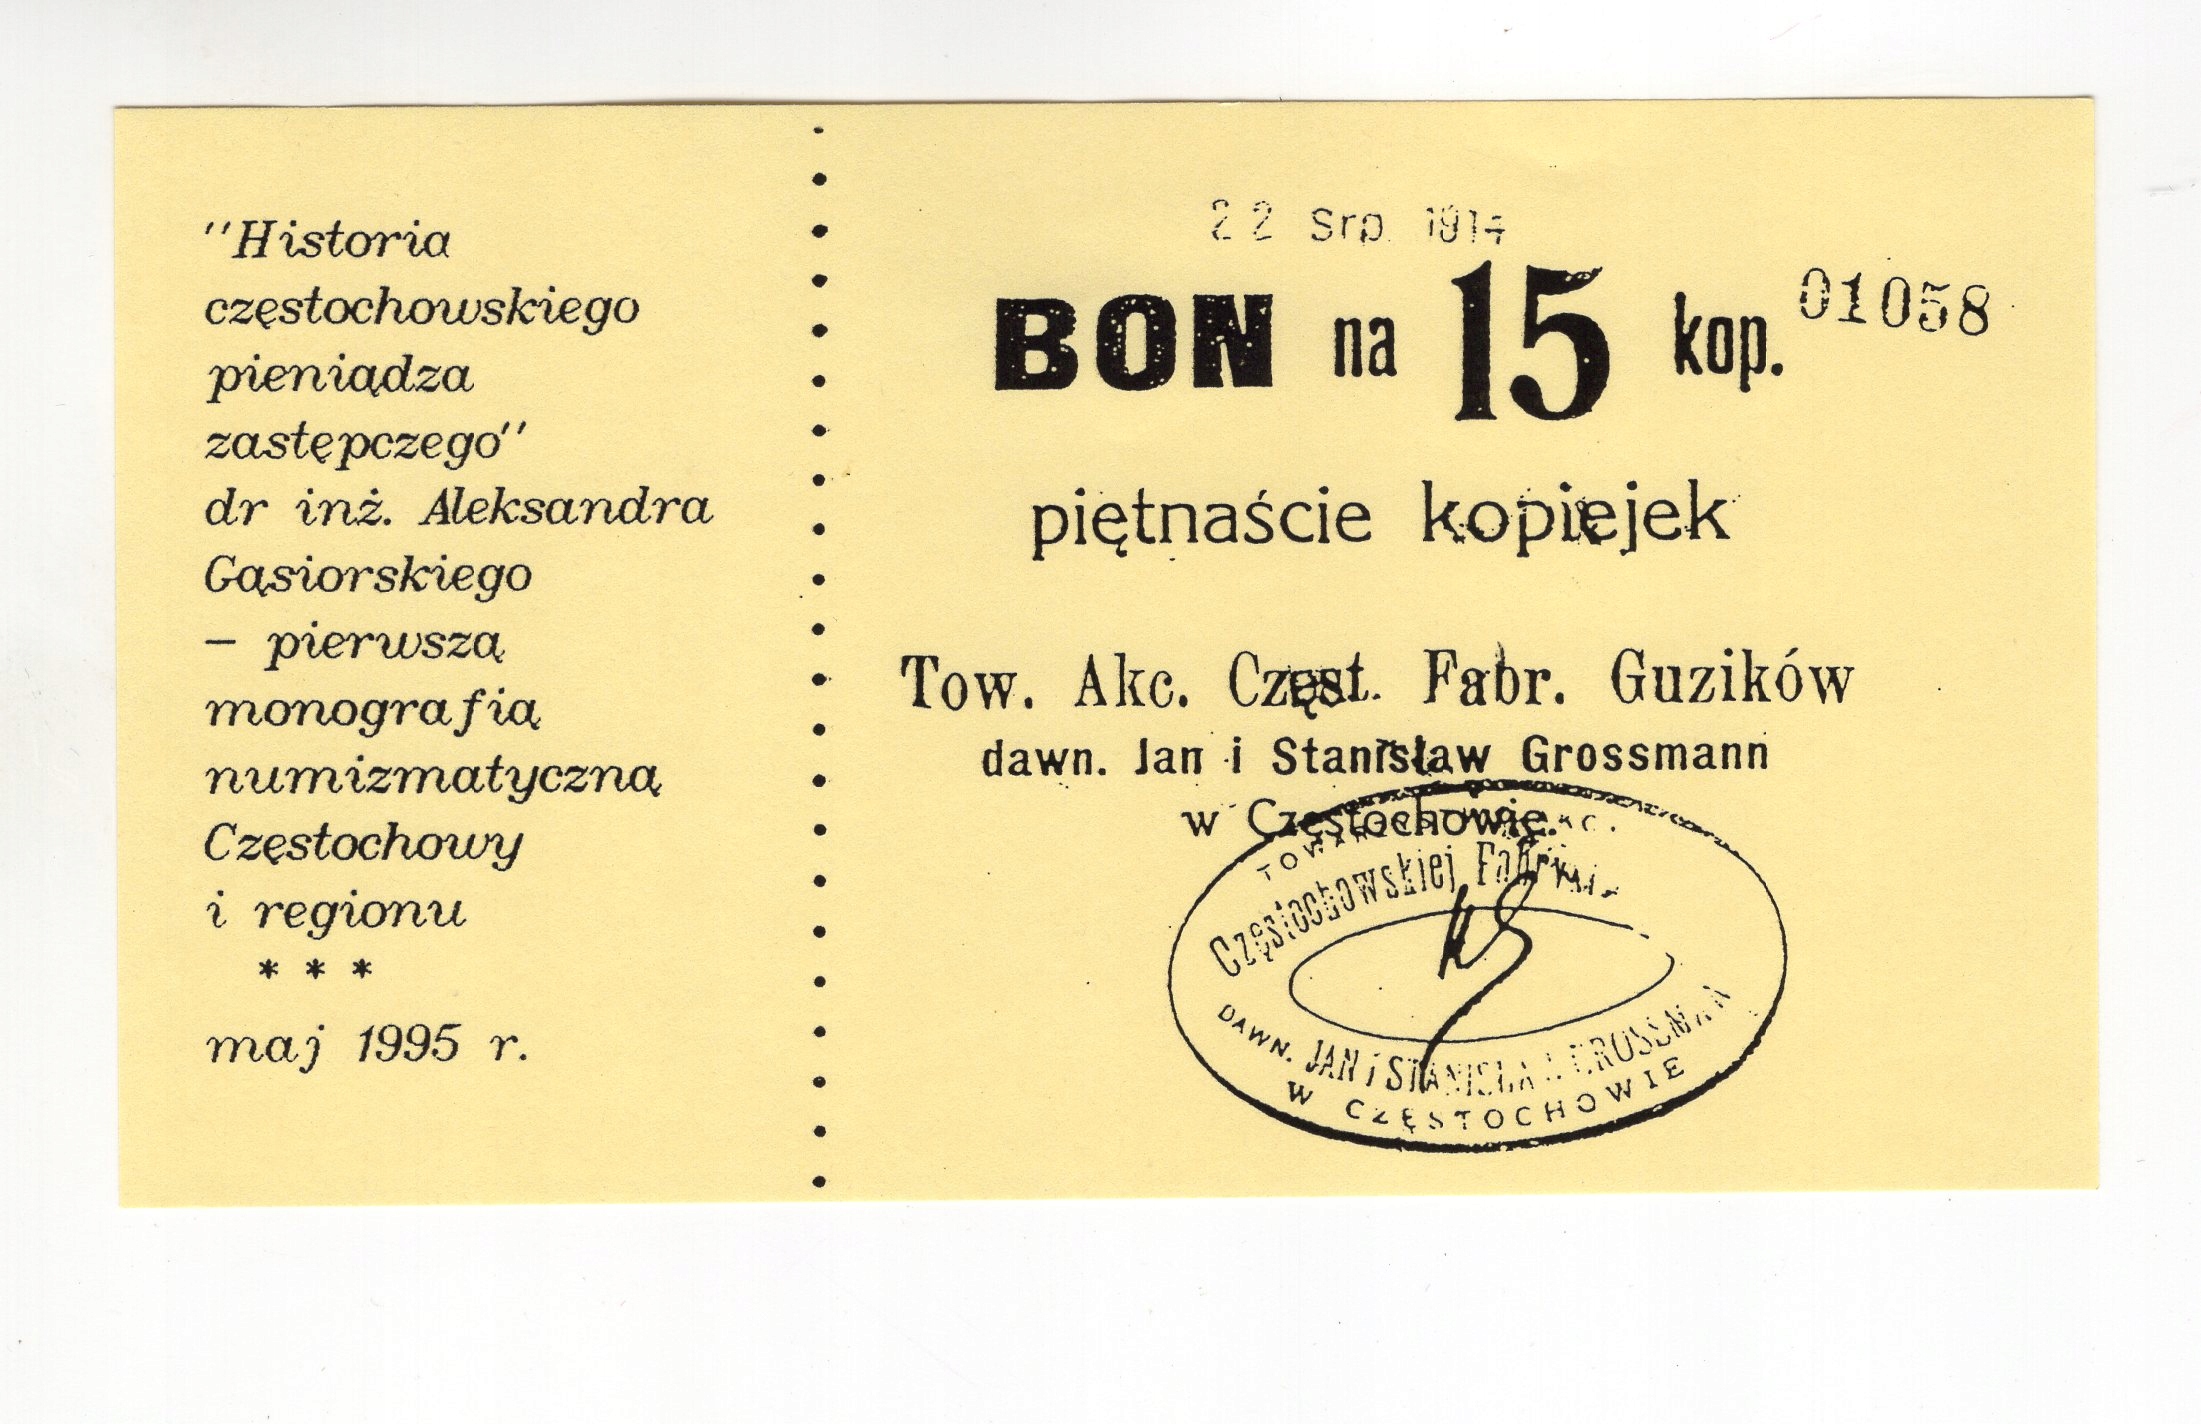 "Historia
częstochowskiego
pieniądza
zastępczego"
dr inż. Aleksandra
Gąsiorskiego
– pierwszą
monografią
numizmatyczną
Częstochowy
i regionu
* * *
maj 1995 r.
22 Srp. 1914
BON na 15 kop. 01058
piętnaście kopiejek
Tow. Akc. Częst. Fabr. Guzików
dawn. Jan i Stanisław Grossmann
w Częstochowie.
Częstochowskiej
DAWN. JAN i STANISŁA GROSSMAN
W CZĘSTOCHOWIE